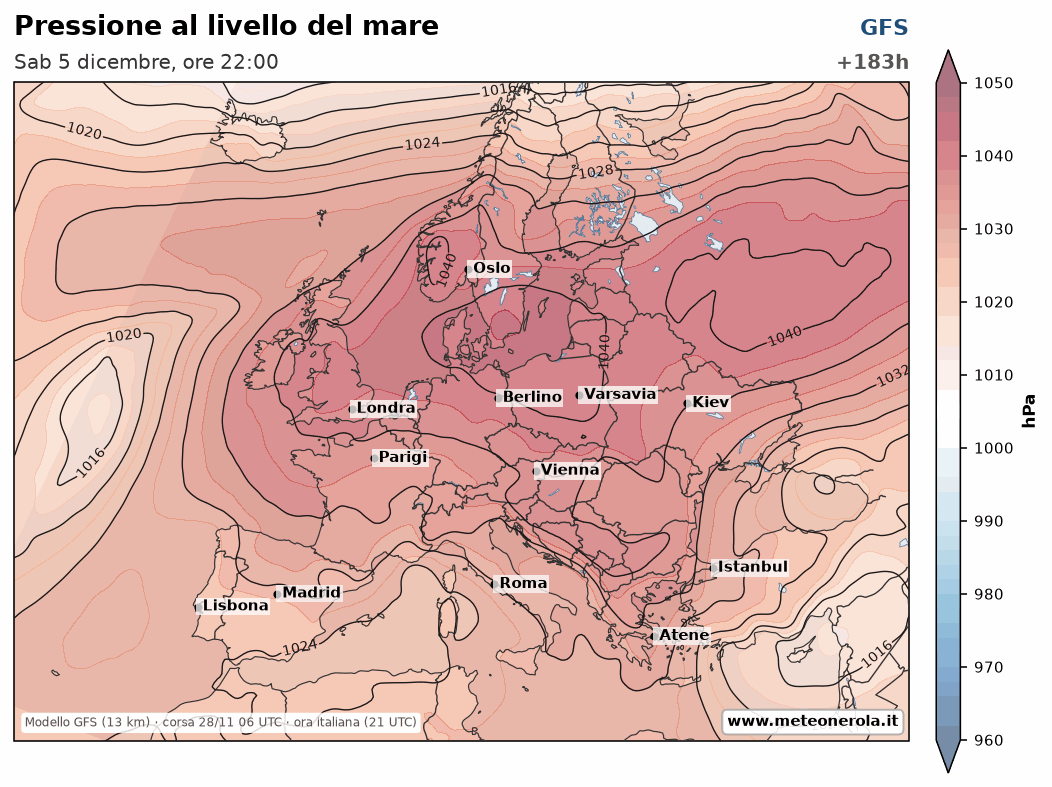 Pressione al livello del mare
GFS
Sab 5 dicembre, ore 22:00
+183h
1016
1020
1024
1028
1040
Oslo
1020
1040
1040
1032
Londra
Berlino
Varsavia
Kiev
1016
Parigi
Vienna
Madrid
Lisbona
Roma
Istanbul
Atene
1024
1016
Modello GFS (13 km) · corsa 28/11 06 UTC · ora italiana (21 UTC)
www.meteonerola.it
1050
1040
1030
1020
1010
1000
990
980
970
960
hPa